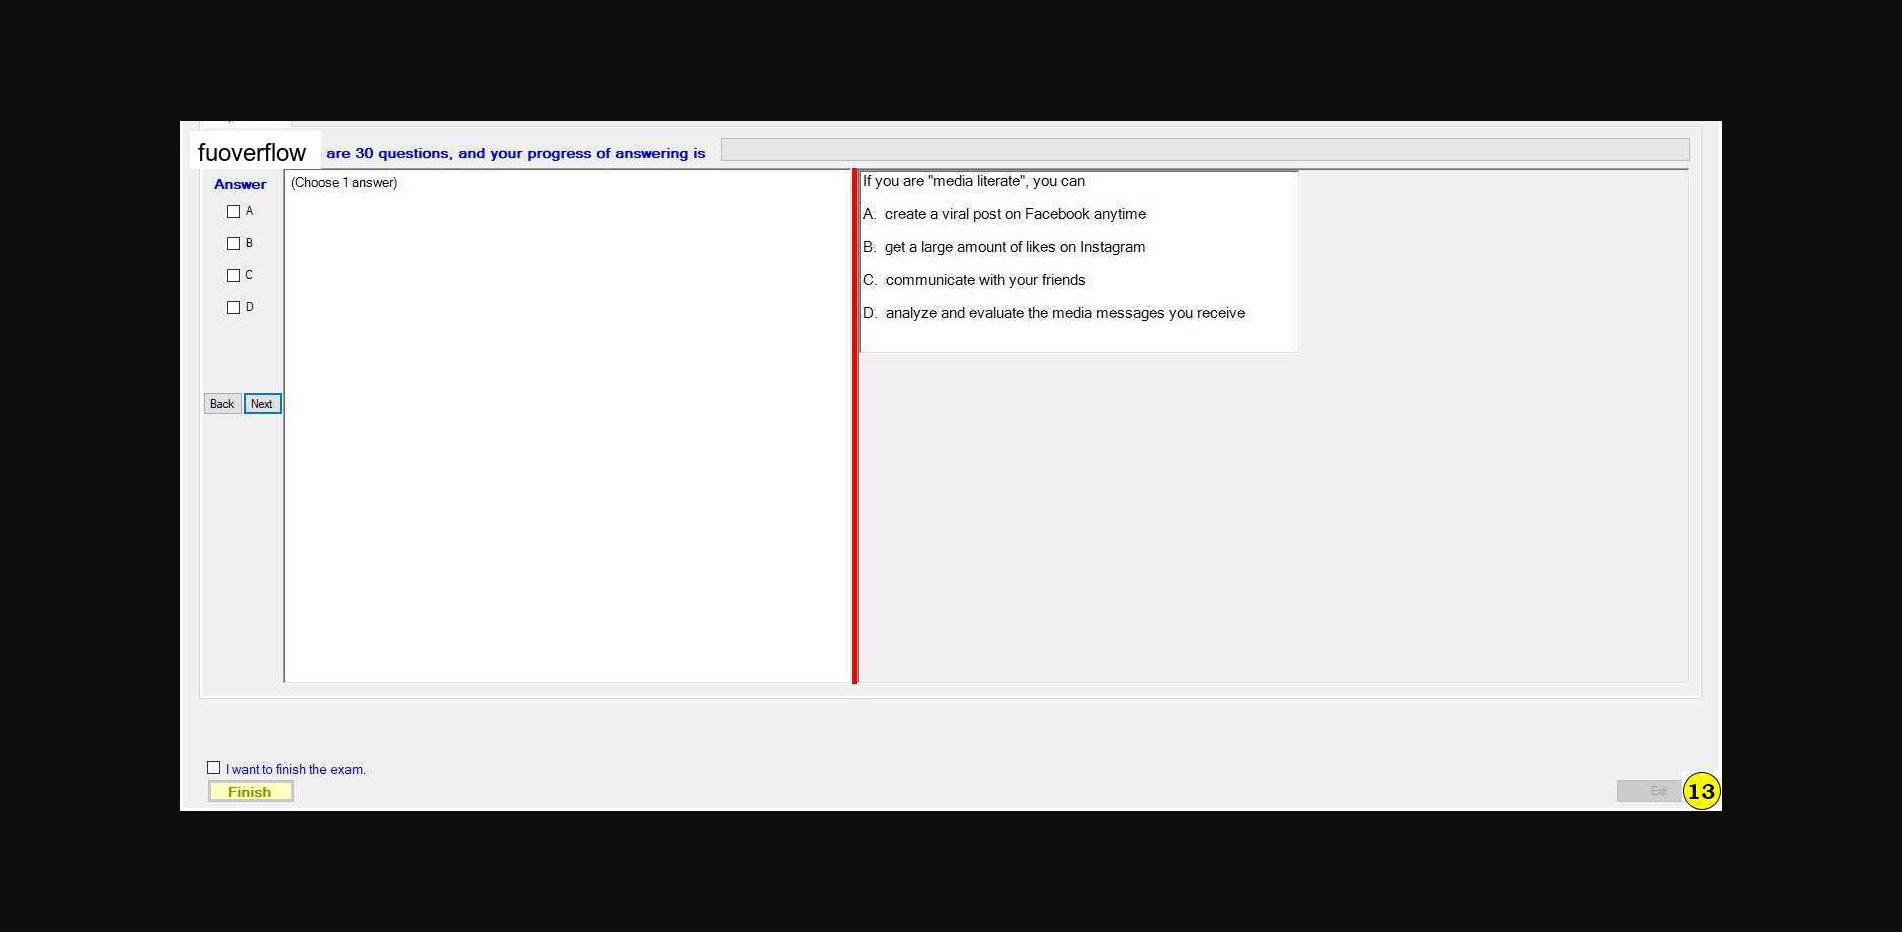 fuoverflow are 30 questions, and your progress of answering is
Answer
(Choose 1 answer)
A
B
C
D
Back Next
If you are "media literate", you can
A. create a viral post on Facebook anytime
B. get a large amount of likes on Instagram
C. communicate with your friends
D. analyze and evaluate the media messages you receive
I want to finish the exam.
Finish
Exit
13